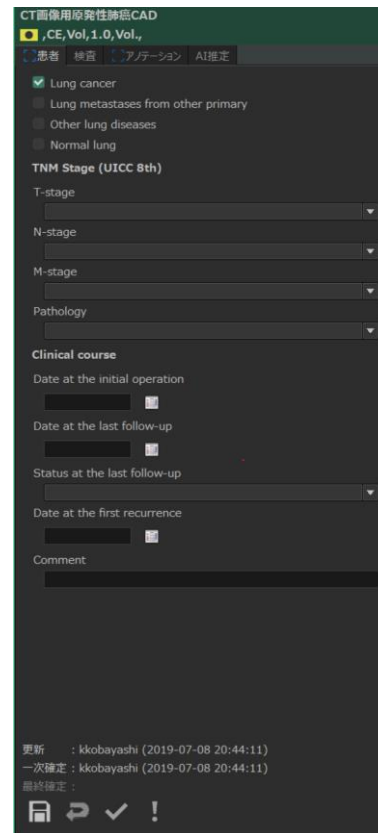 CT画像用原発性肺癌CAD
,CE,Vol,1.0,Vol.,
患者 検査 アノテーション AI推定
Lung cancer
Lung metastases from other primary
Other lung diseases
Normal lung
TNM Stage (UICC 8th)
T-stage
N-stage
M-stage
Pathology
Clinical course
Date at the initial operation
Date at the last follow-up
Status at the last follow-up
Date at the first recurrence
Comment
更新 : kkobayashi (2019-07-08 20:44:11)
一次確定 : kkobayashi (2019-07-08 20:44:11)
最終確定 :